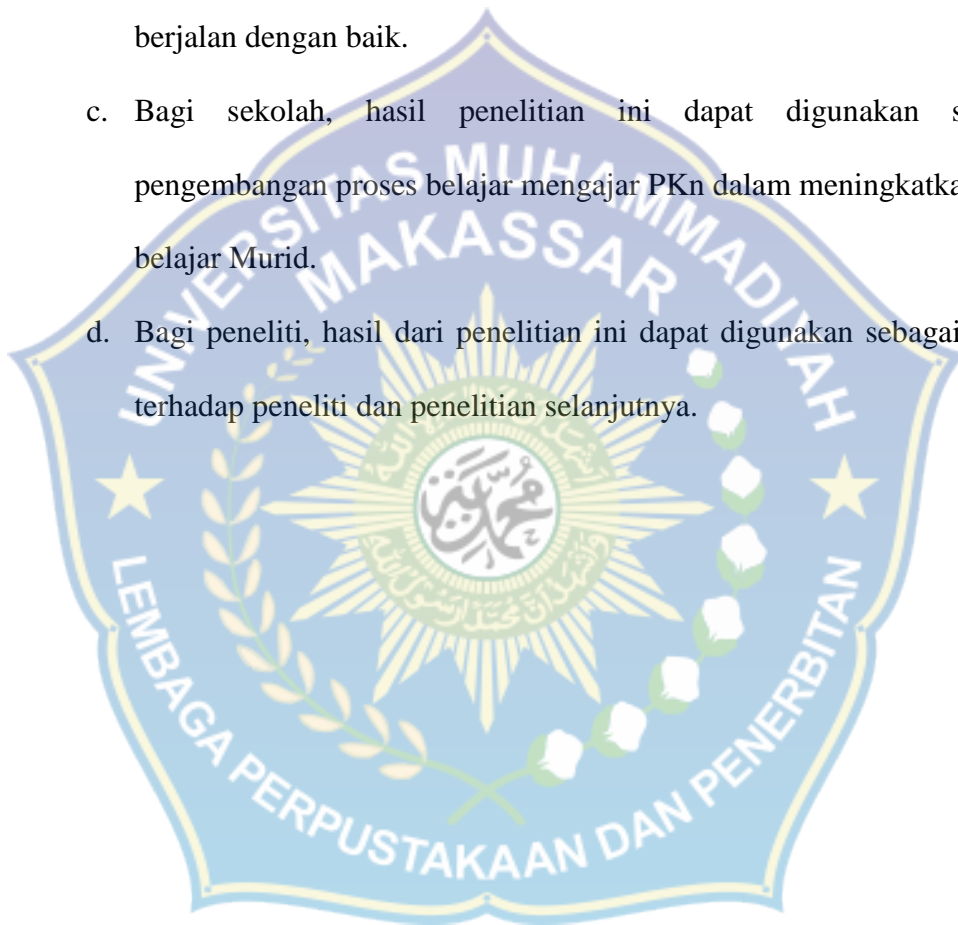 berjalan dengan baik.
c. Bagi sekolah, hasil penelitian ini dapat digunakan s
pengembangan proses belajar mengajar PKn dalam meningkatka
belajar Murid.
d. Bagi peneliti, hasil dari penelitian ini dapat digunakan sebagai
terhadap peneliti dan penelitian selanjutnya.
UNIVERSITAS MUHAMMADIYAH
MAKASSAR
محمدية
LEMBAGA PERPUSTAKAAN DAN PENERBITAN